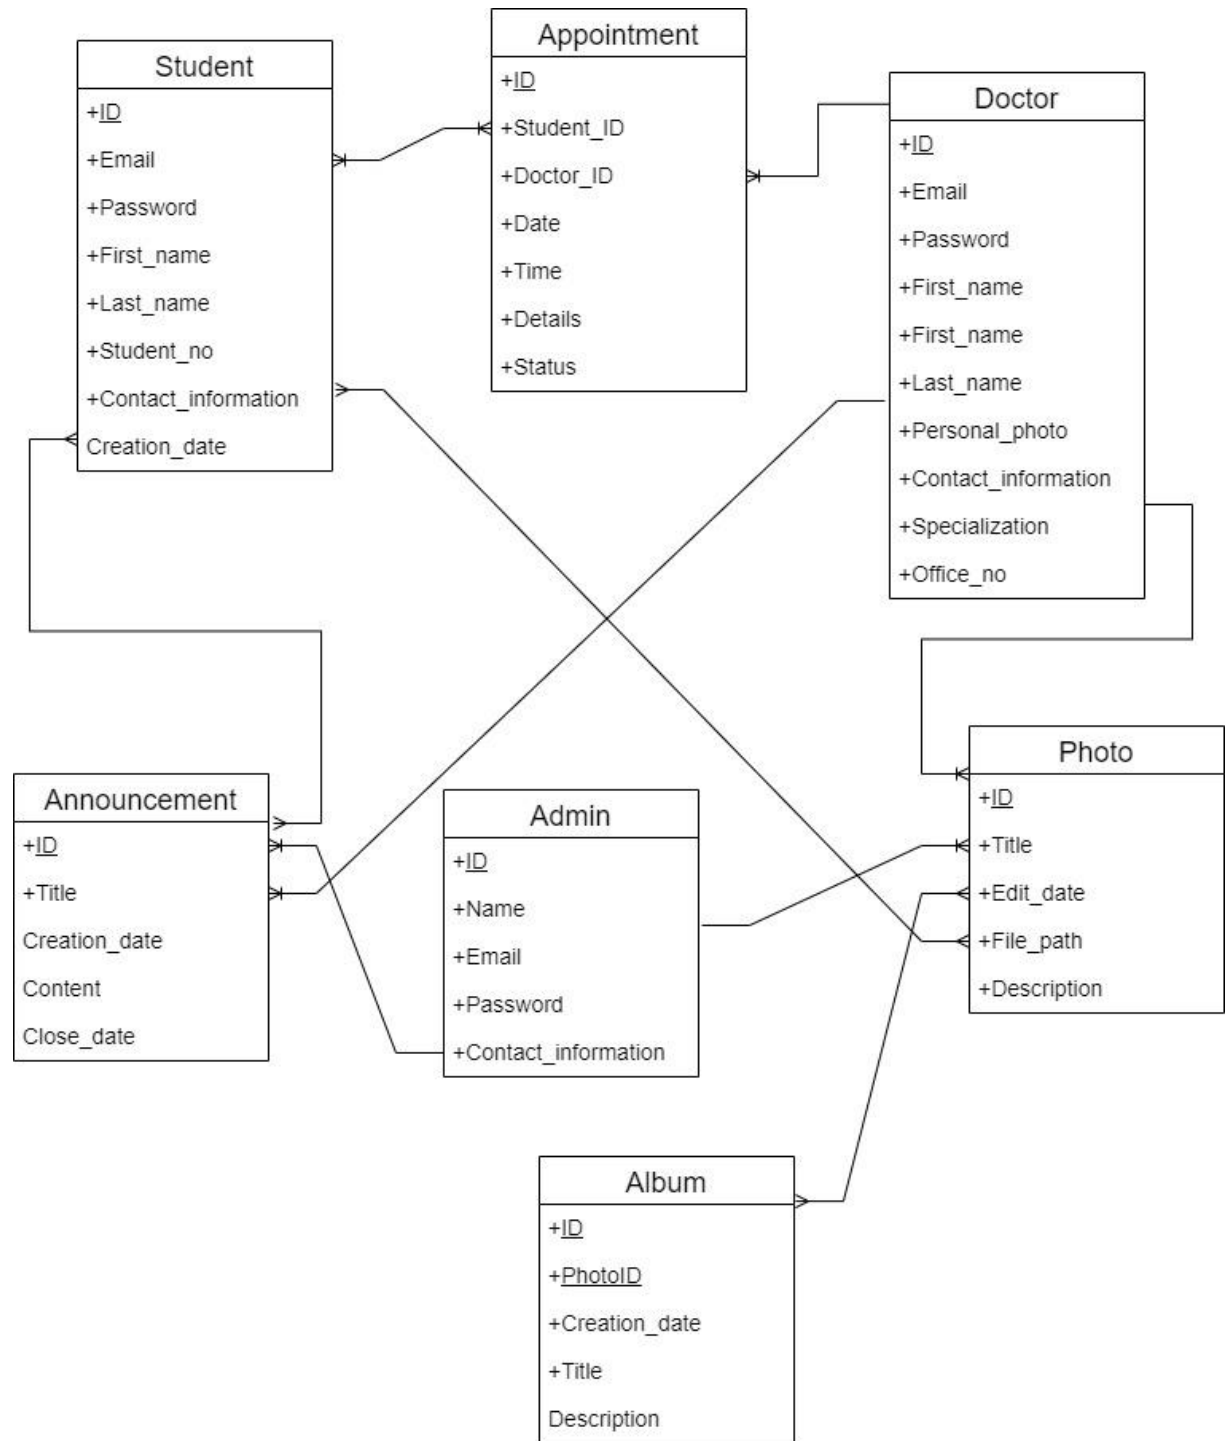 Student
+ID
+Email
+Password
+First_name
+Last_name
+Student_no
+Contact_information
Creation_date
Appointment
+ID
+Student_ID
+Doctor_ID
+Date
+Time
+Details
+Status
Doctor
+ID
+Email
+Password
+First_name
+First_name
+Last_name
+Personal_photo
+Contact_information
+Specialization
+Office_no
Announcement
+ID
+Title
Creation_date
Content
Close_date
Admin
+ID
+Name
+Email
+Password
+Contact_information
Photo
+ID
+Title
+Edit_date
+File_path
+Description
Album
+ID
+PhotoID
+Creation_date
+Title
Description